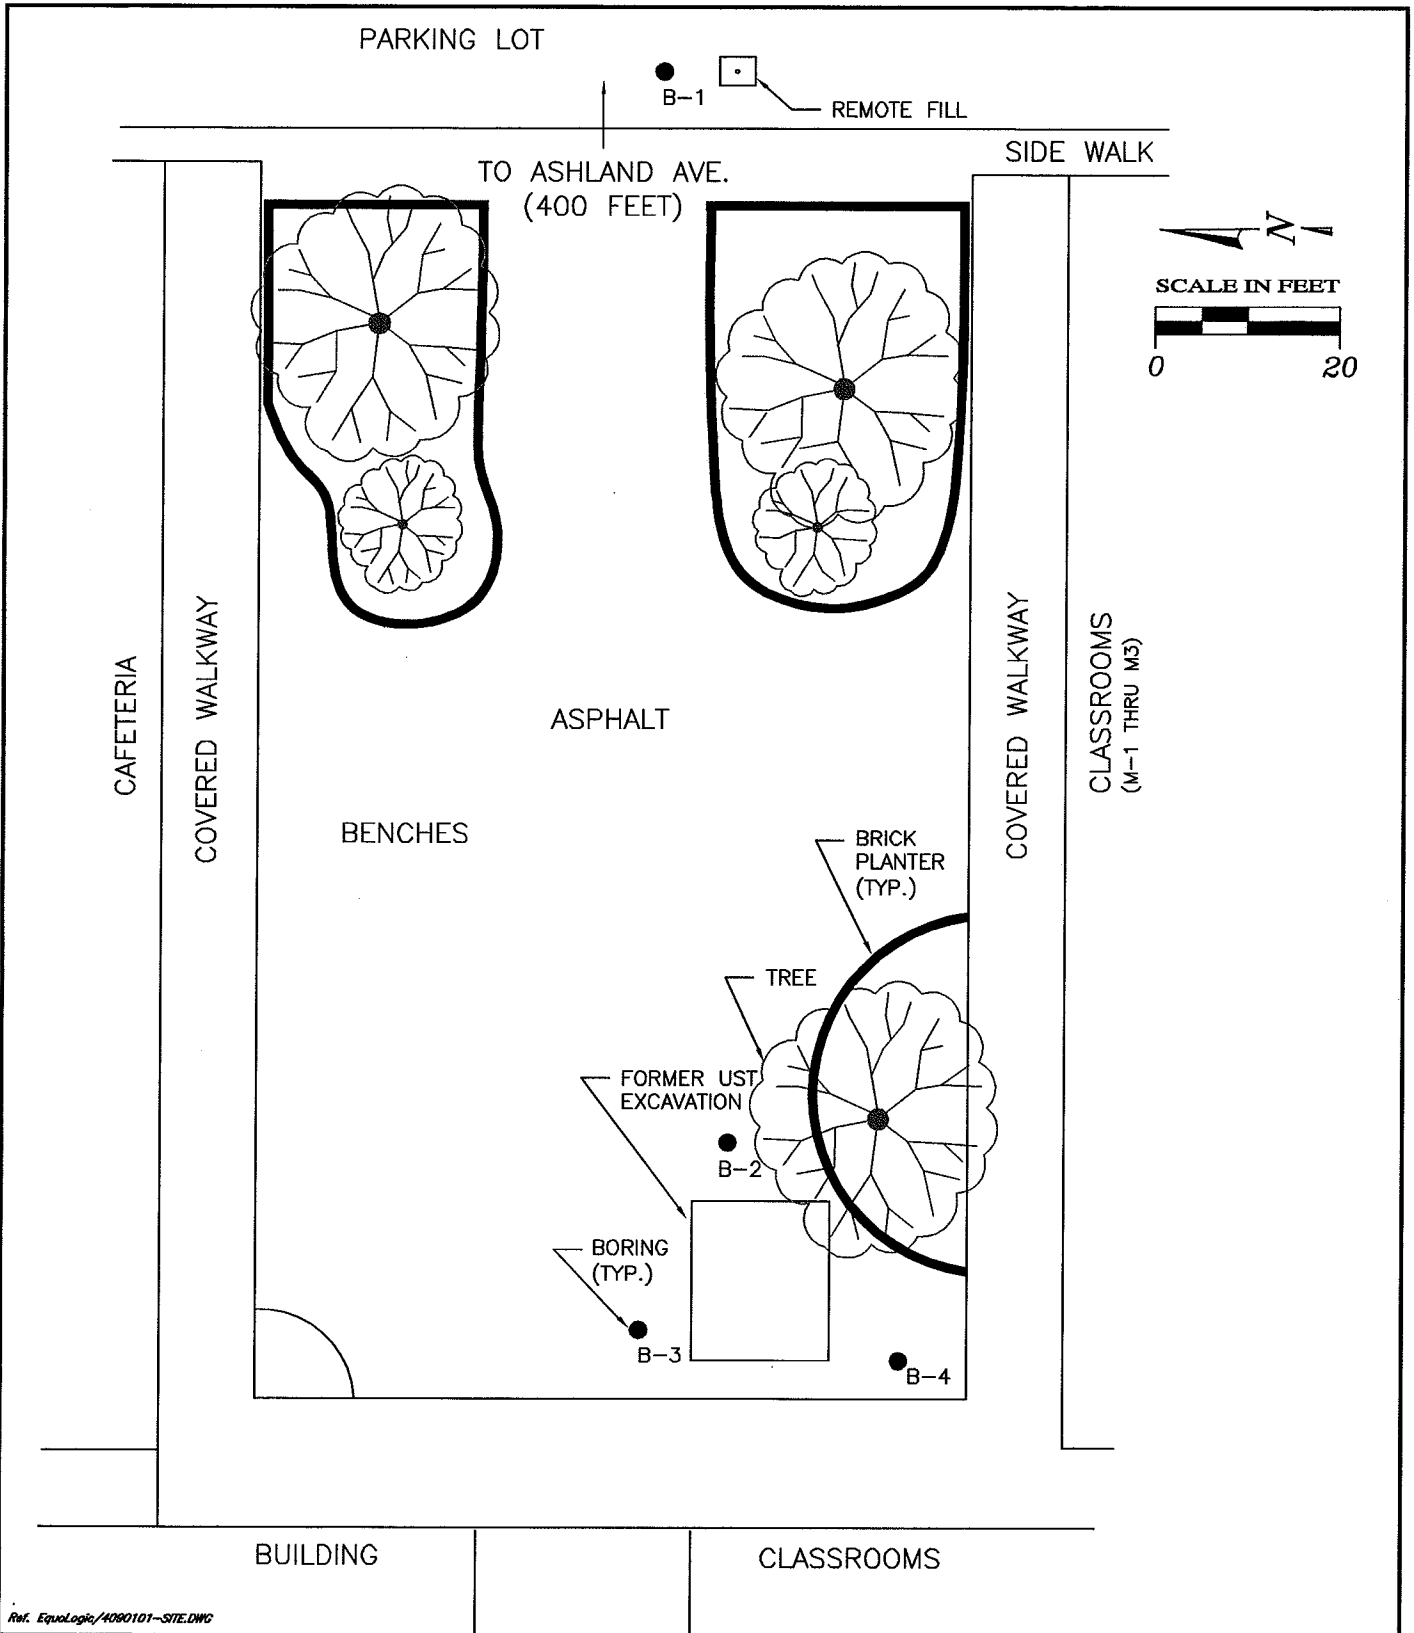 PARKING LOT
B-1
REMOTE FILL
SIDE WALK
TO ASHLAND AVE.
(400 FEET)
N
SCALE IN FEET
0 20
CAFETERIA
COVERED WALKWAY
ASPHALT
COVERED WALKWAY
CLASSROOMS
(M-1 THRU M3)
BENCHES
BRICK
PLANTER
(TYP.)
TREE
FORMER UST
EXCAVATION
B-2
BORING
(TYP.)
B-3
B-4
BUILDING
CLASSROOMS
Ref. EquoLogic/4090101-SITE.DWG